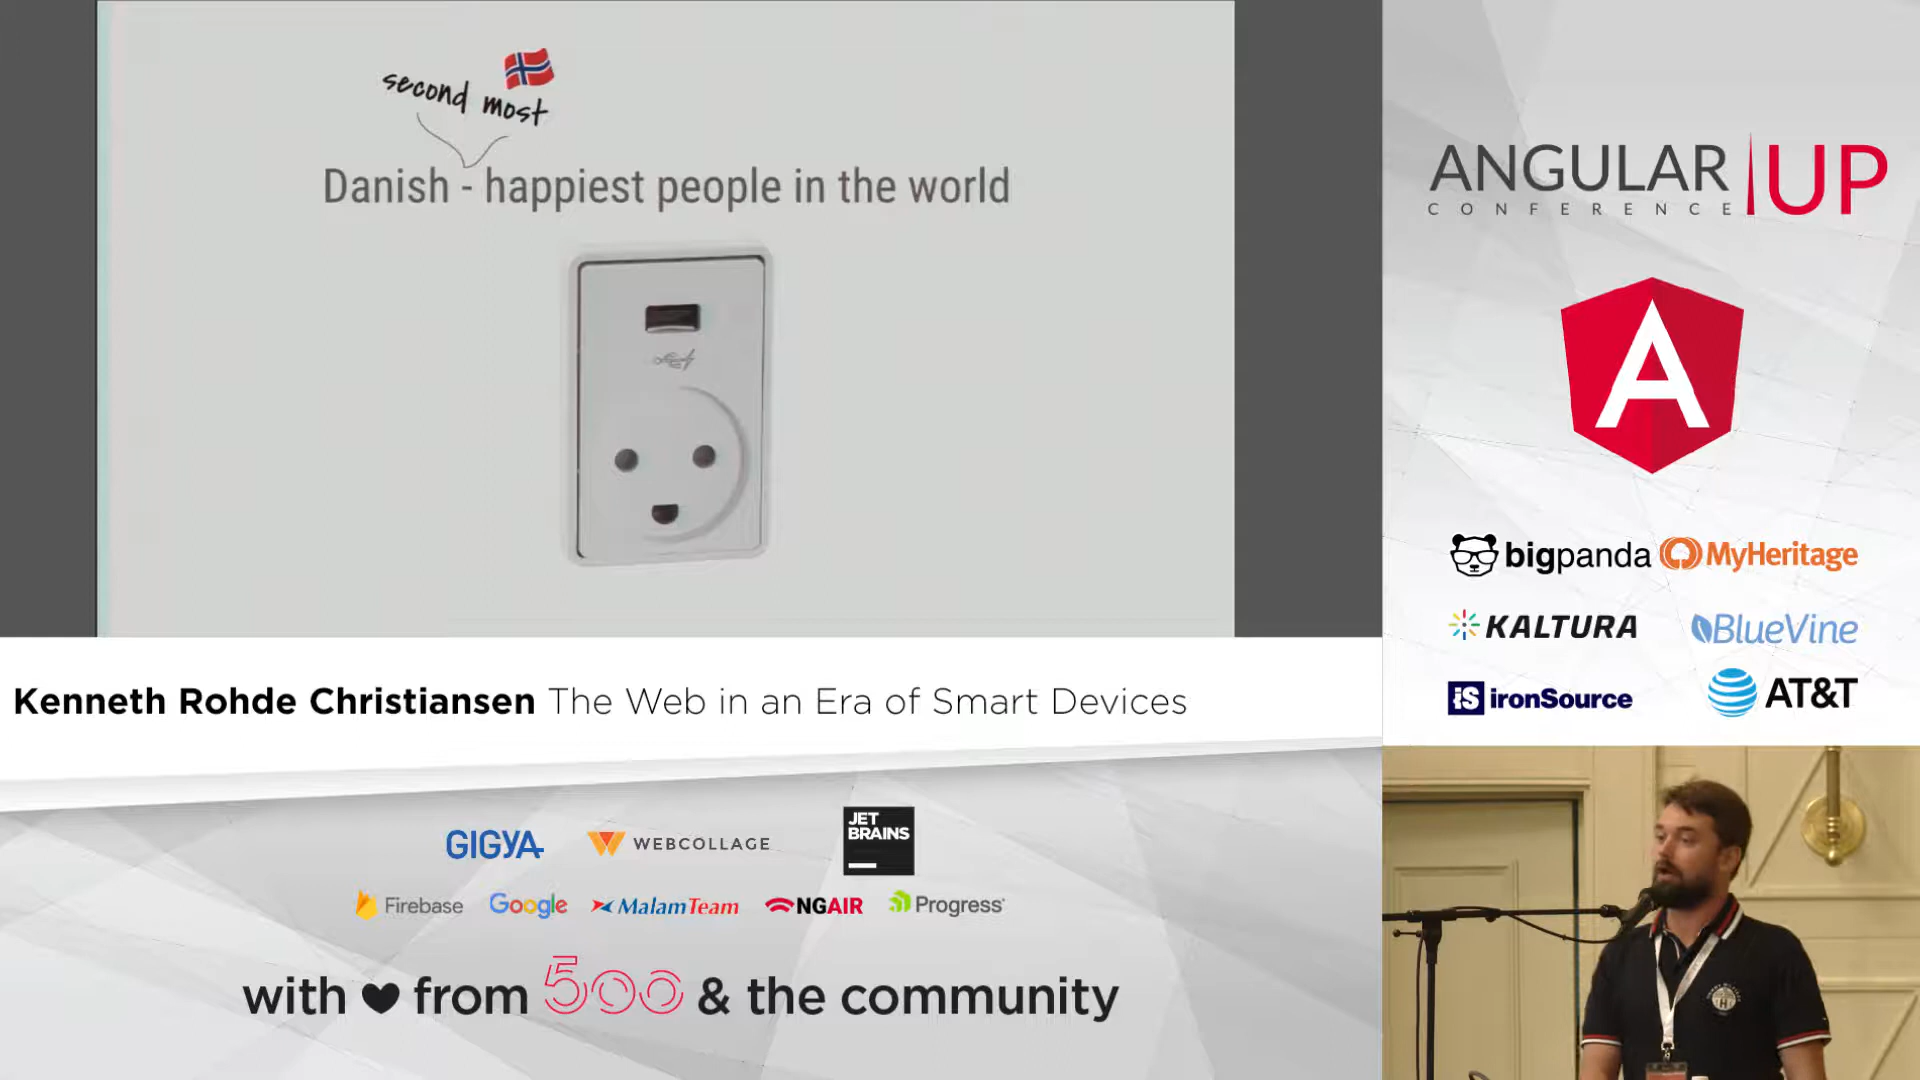 second most
Danish - happiest people in the world
Kenneth Rohde Christiansen The Web in an Era of Smart Devices
GIGYA
WEBCOLLAGE
JET
BRAINS
Firebase
Google
MalamTeam
NGAIR
Progress
with from 500 & the community
ANGULAR UP
CONFERENCE
A
bigpanda
MyHeritage
KALTURA
BlueVine
iS ironSource
AT&T